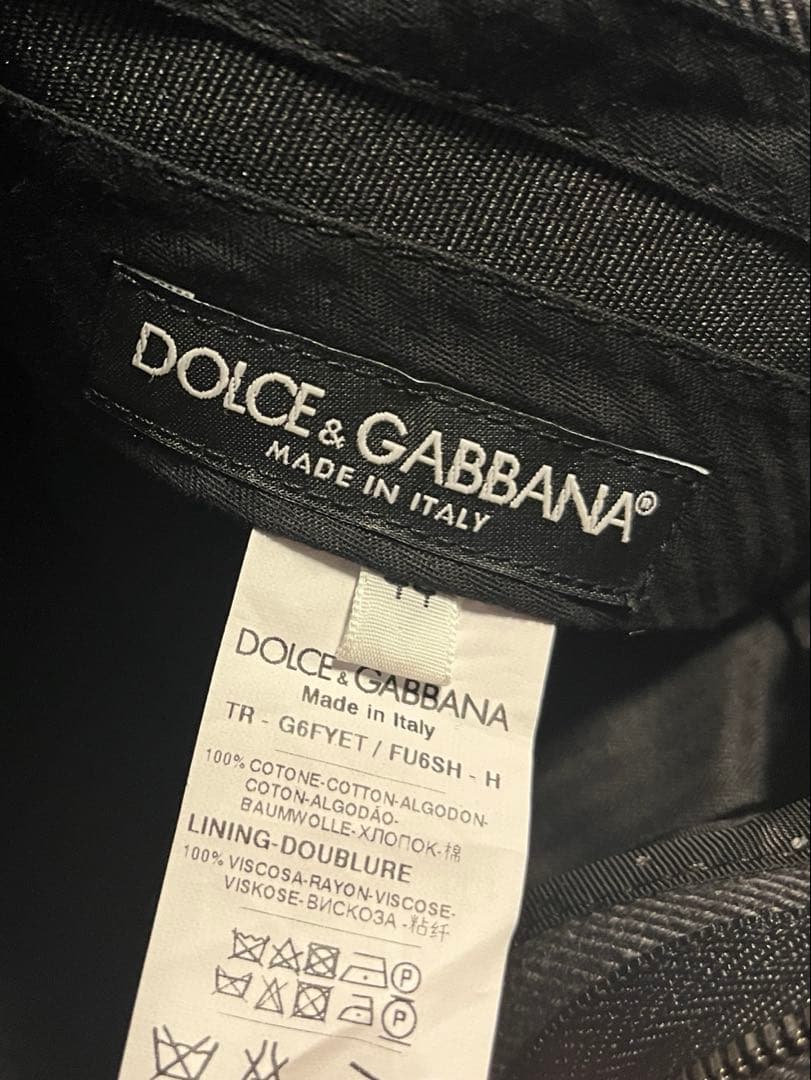 DOLCE & GABBANA®
MADE IN ITALY
DOLCE & GABBANA
Made in Italy
TR - G6FYET / FU6SH - H
100% COTONE-COTTON-ALGODON-
COTON-ALGODÃO-
BAUMWOLLE-ХЛОПОК-棉
LINING-DOUBLURE
100% VISCOSA-RAYON-VISCOSE-
VISKOSE-ВИСКОЗА-粘纤
P
P